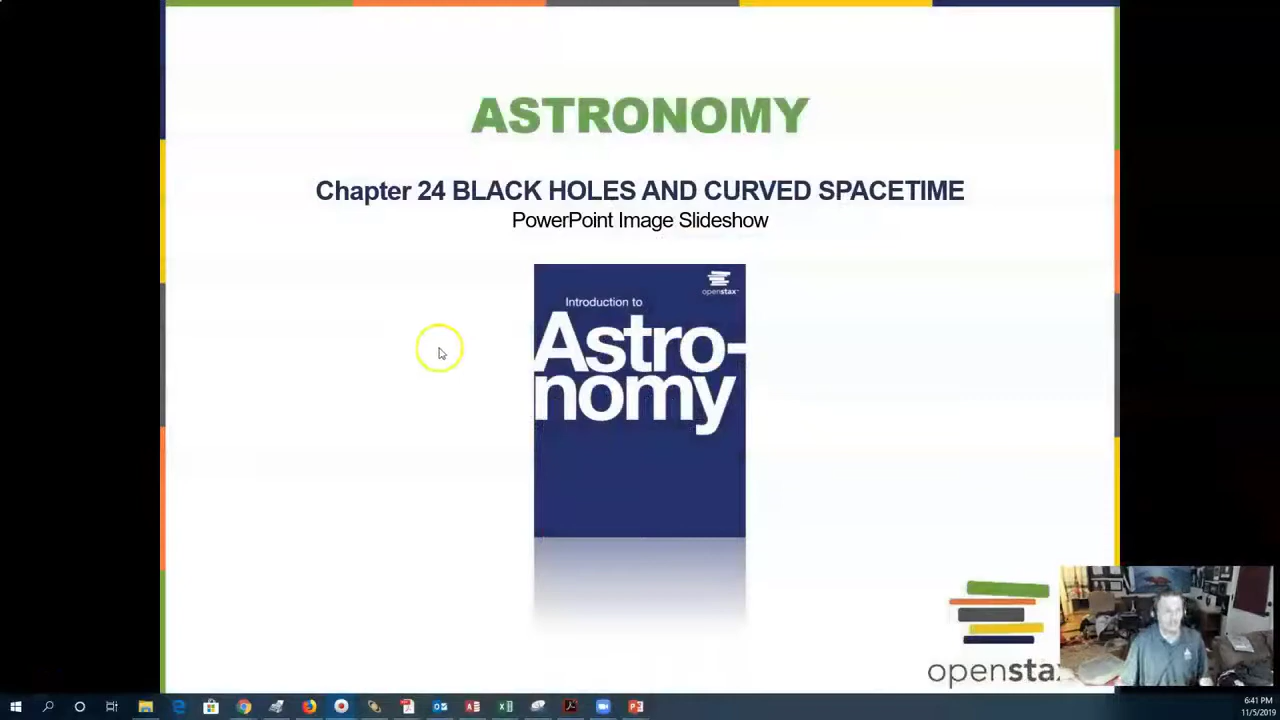 ASTRONOMY
Chapter 24 BLACK HOLES AND CURVED SPACETIME
PowerPoint Image Slideshow
openstax
Introduction to
Astro-
nomy
openstax
6:41 PM
11/5/2019